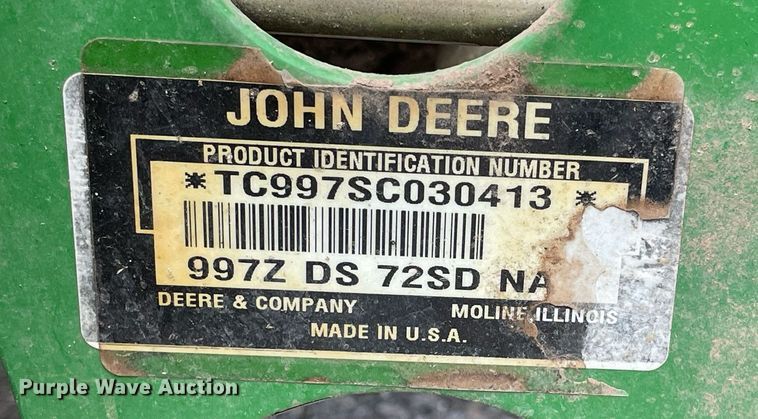 JOHN DEERE
PRODUCT IDENTIFICATION NUMBER
*TC997SC030413*
997Z DS 72SD NA
DEERE & COMPANY MOLINE ILLINOIS
MADE IN U.S.A.
Purple Wave Auction